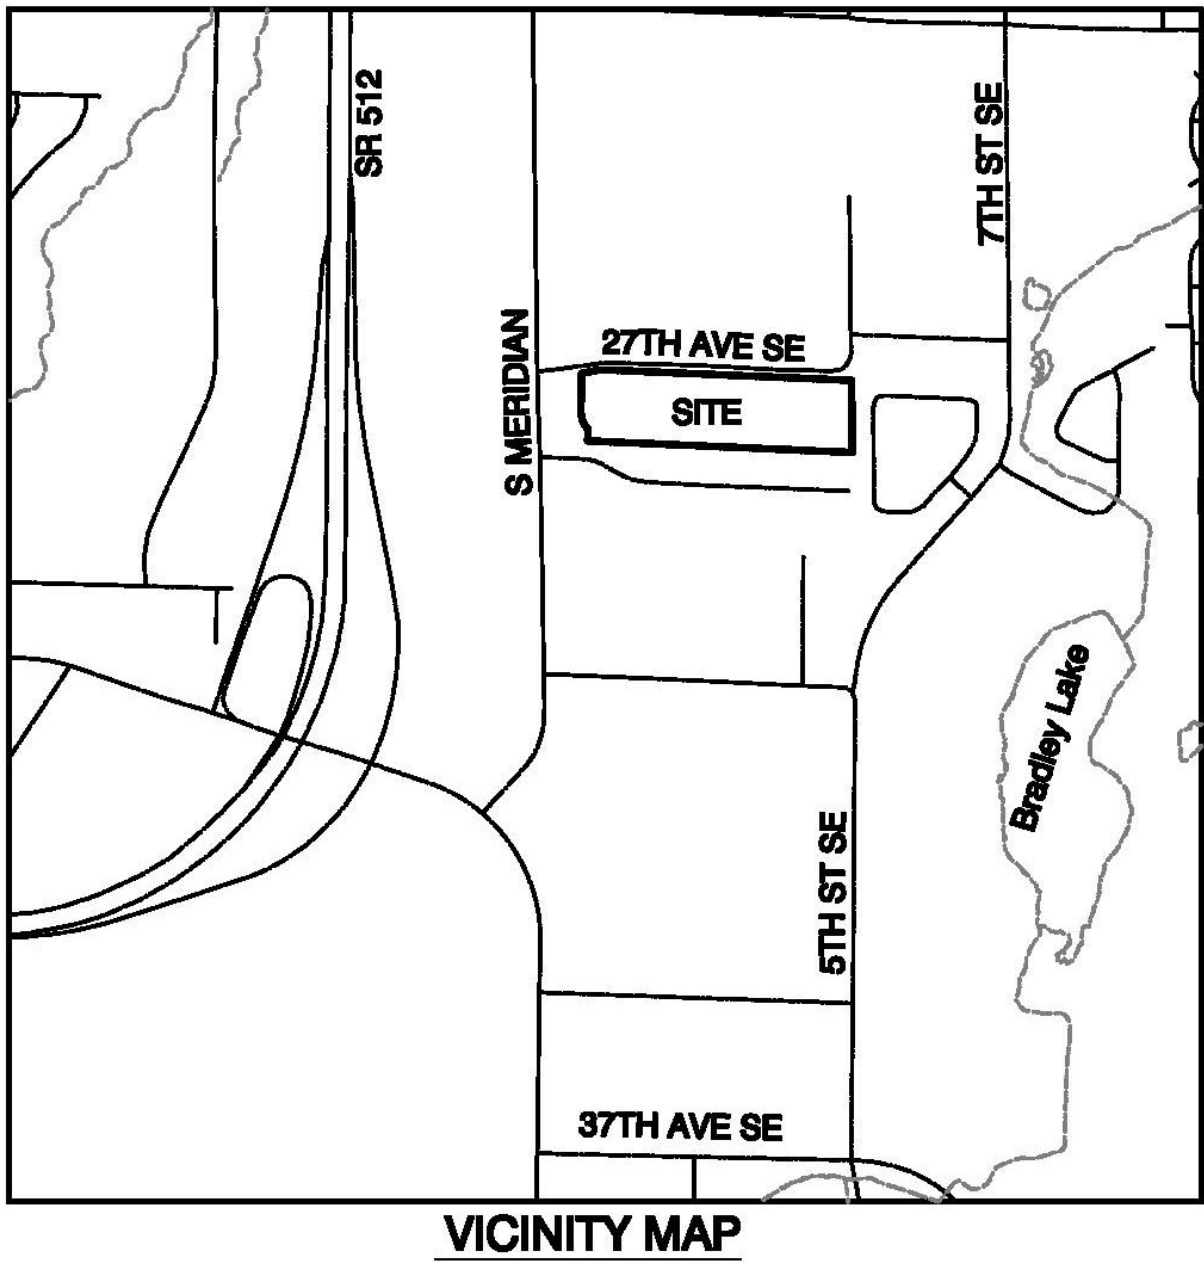 SR 512
7TH ST SE
27TH AVE SE
S MERIDIAN
SITE
Bradley Lake
5TH ST SE
37TH AVE SE
VICINITY MAP